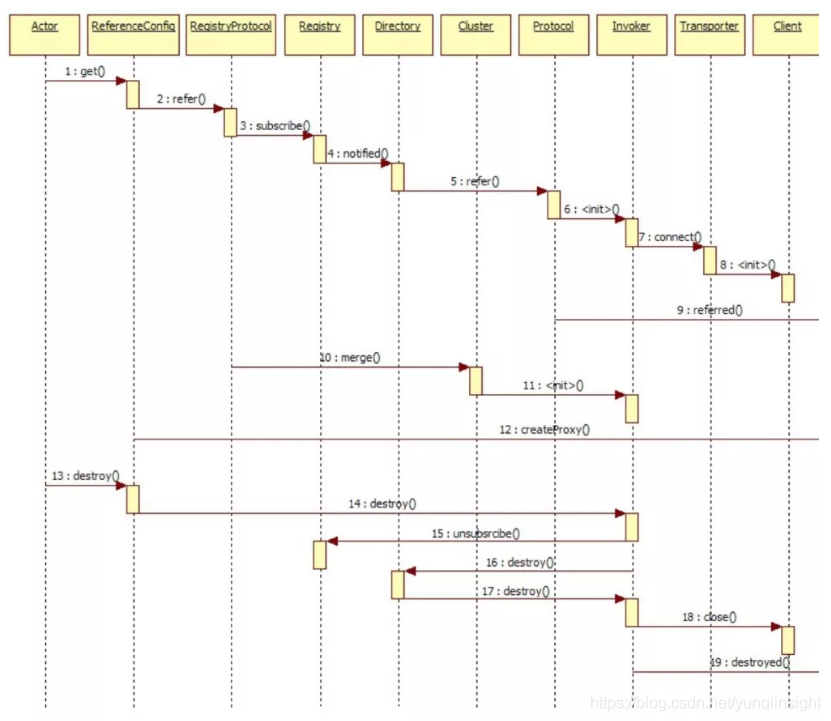 Actor ReferenceConfig RegistryProtocol Registry Directory Cluster Protocol Invoker Transporter Client
1 : get()
2 : refer()
3 : subscribe()
4 : notified()
5 : refer()
6 : <init>()
7 : connect()
8 : <init>()
9 : referred()
10 : merge()
11 : <init>()
12 : createProxy()
13 : destroy()
14 : destroy()
15 : unsubsrcibe()
16 : destroy()
17 : destroy()
18 : close()
19 : destroyed()
https://blog.csdn.net/yunqiinsight